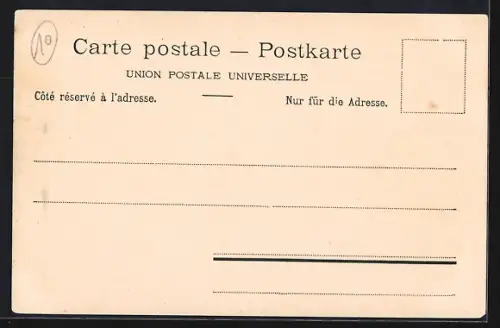 Carte postale — Postkarte
UNION POSTALE UNIVERSELLE
Côté réservé à l'adresse. Nur für die Adresse.